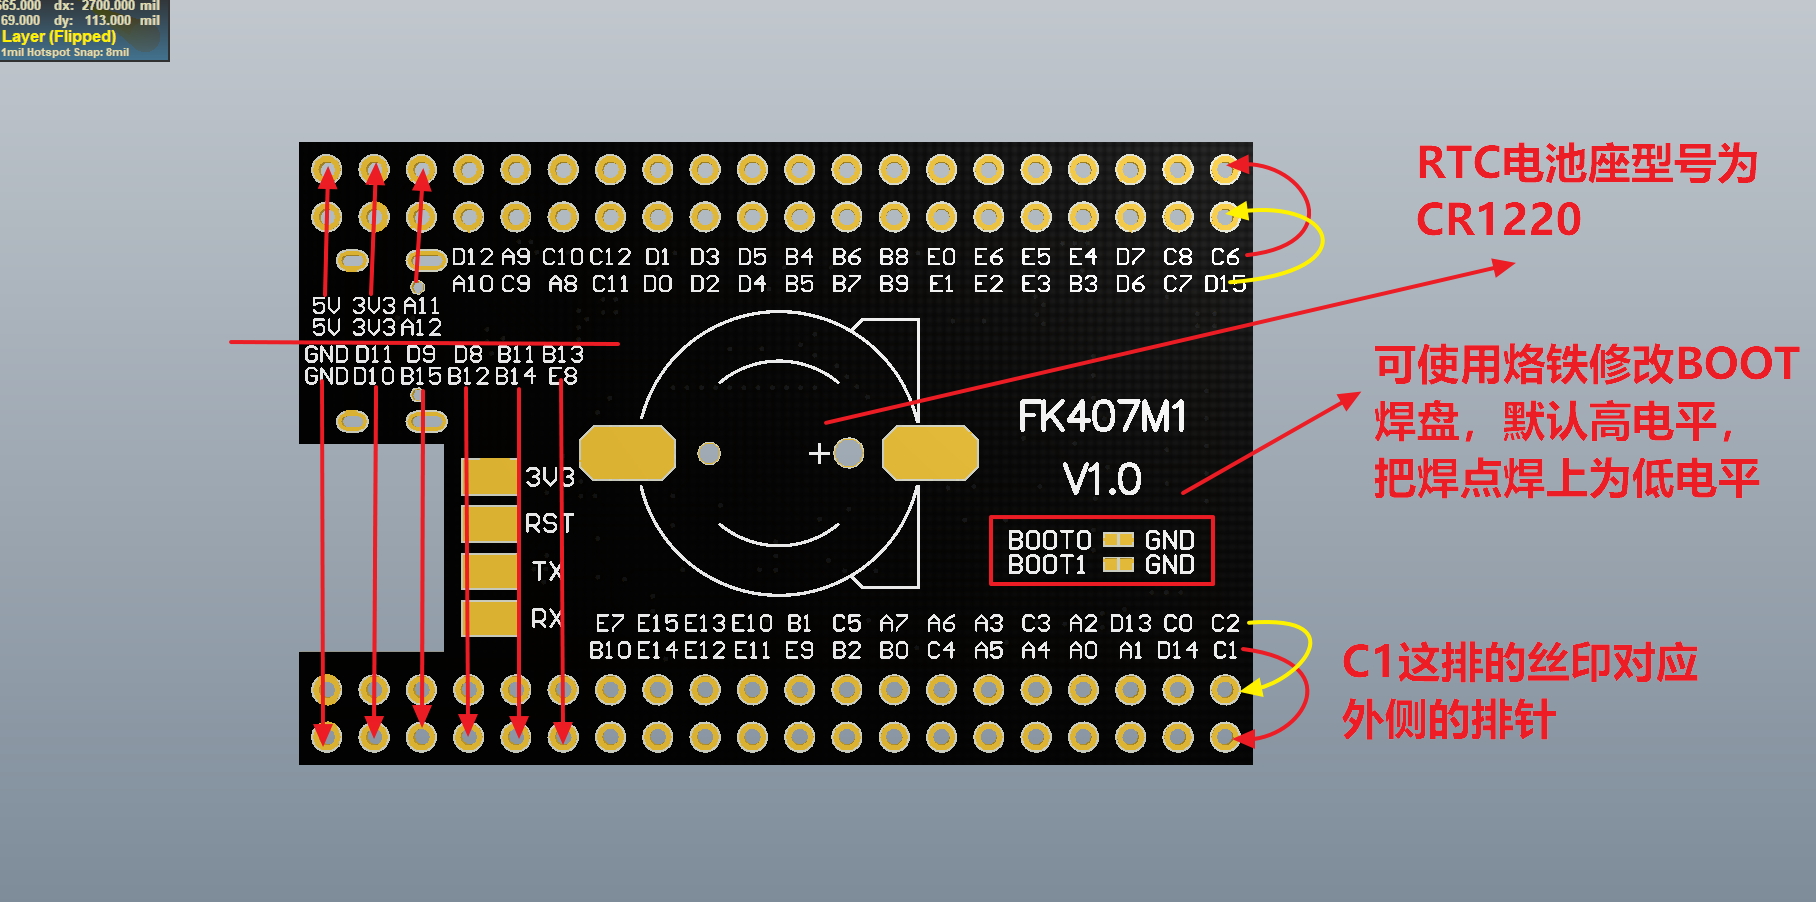 665.000 dx: 2700.000 mil
69.000 dy: 113.000 mil
Layer (Flipped)
1mil Hotspot Snap: 8mil
D12 A9 C10 C12 D1 D3 D5 B4 B6 B8 E0 E6 E5 E4 D7 C8 C6
A10 C9 A8 C11 D0 D2 D4 B5 B7 B9 E1 E2 E3 B3 D6 C7 D15
5V 3V3 A11
5V 3V3 A12
GND D11 D9 D8 B11 B13
GND D10 B15 B12 B14 E8
3V3
RST
TX
RX
+
FK407M1
V1.0
BOOT0 GND
BOOT1 GND
E7 E15 E13 E10 B1 C5 A7 A6 A3 C3 A2 D13 C0 C2
B10 E14 E12 E11 E9 B2 B0 C4 A5 A4 A0 A1 D14 C1
RTC电池座型号为
CR1220
可使用烙铁修改BOOT
焊盘，默认高电平，
把焊点焊上为低电平
C1这排的丝印对应
外侧的排针